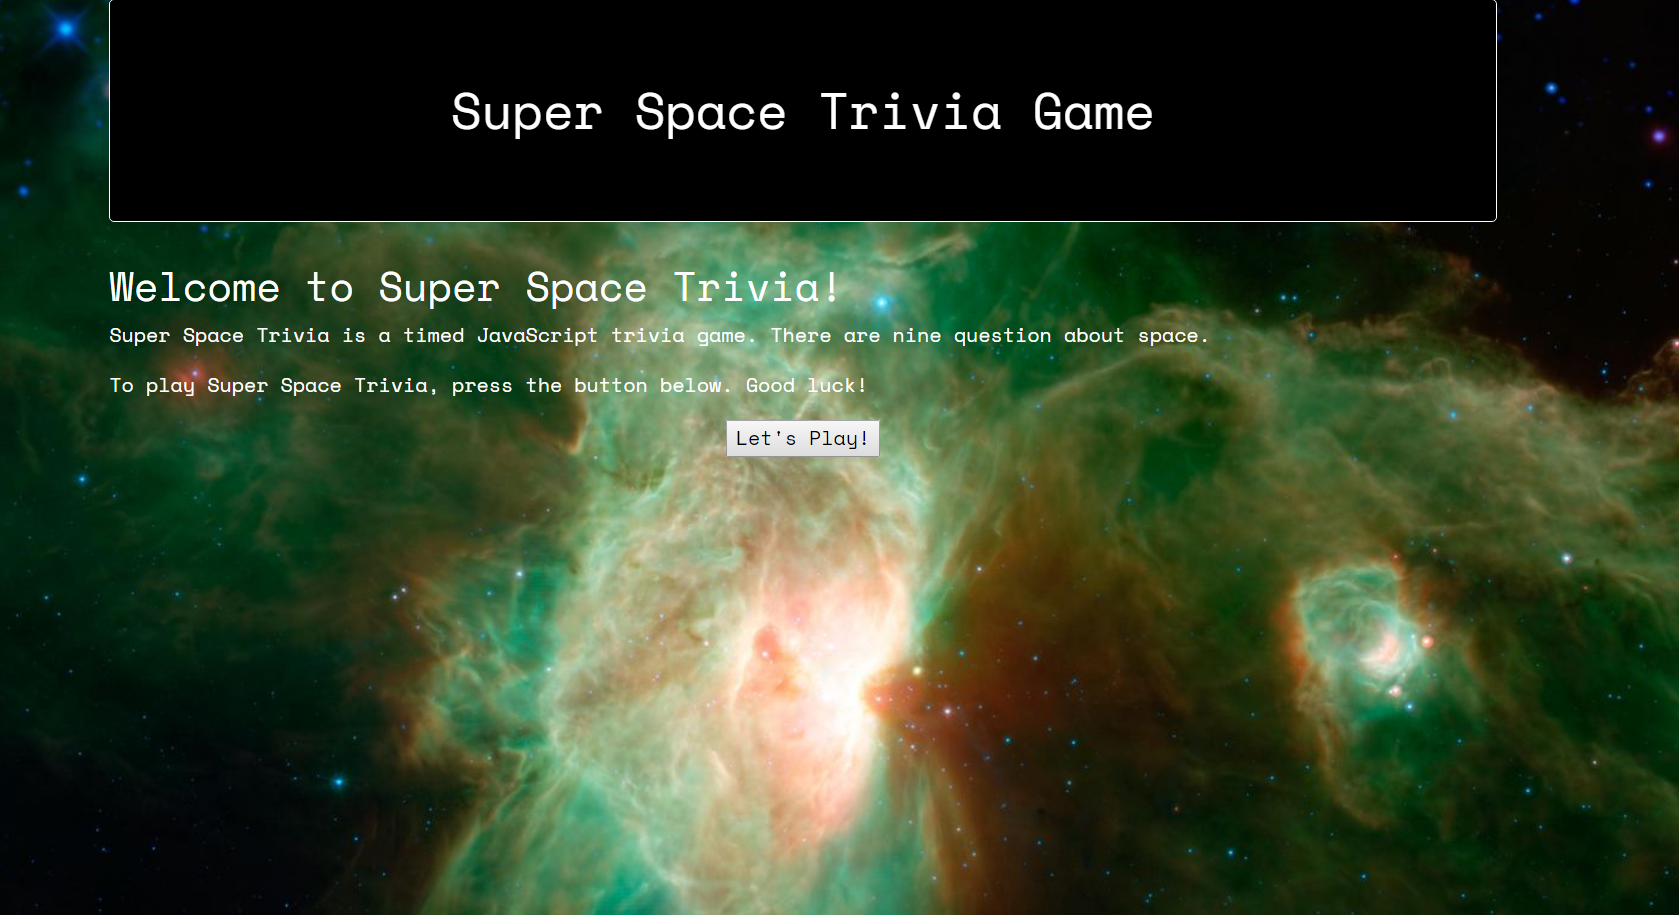 Super Space Trivia Game
Welcome to Super Space Trivia!
Super Space Trivia is a timed JavaScript trivia game. There are nine question about space.
To play Super Space Trivia, press the button below. Good luck!
Let's Play!